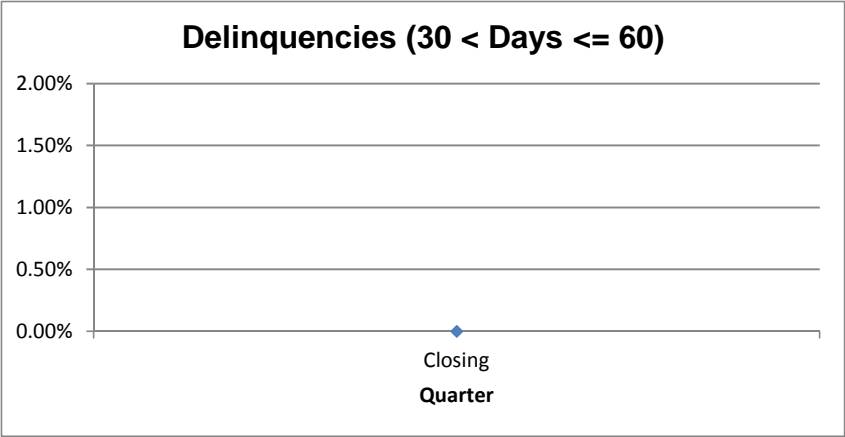 Delinquencies (30 < Days <= 60)
2.00%
1.50%
1.00%
0.50%
0.00%
Closing
Quarter